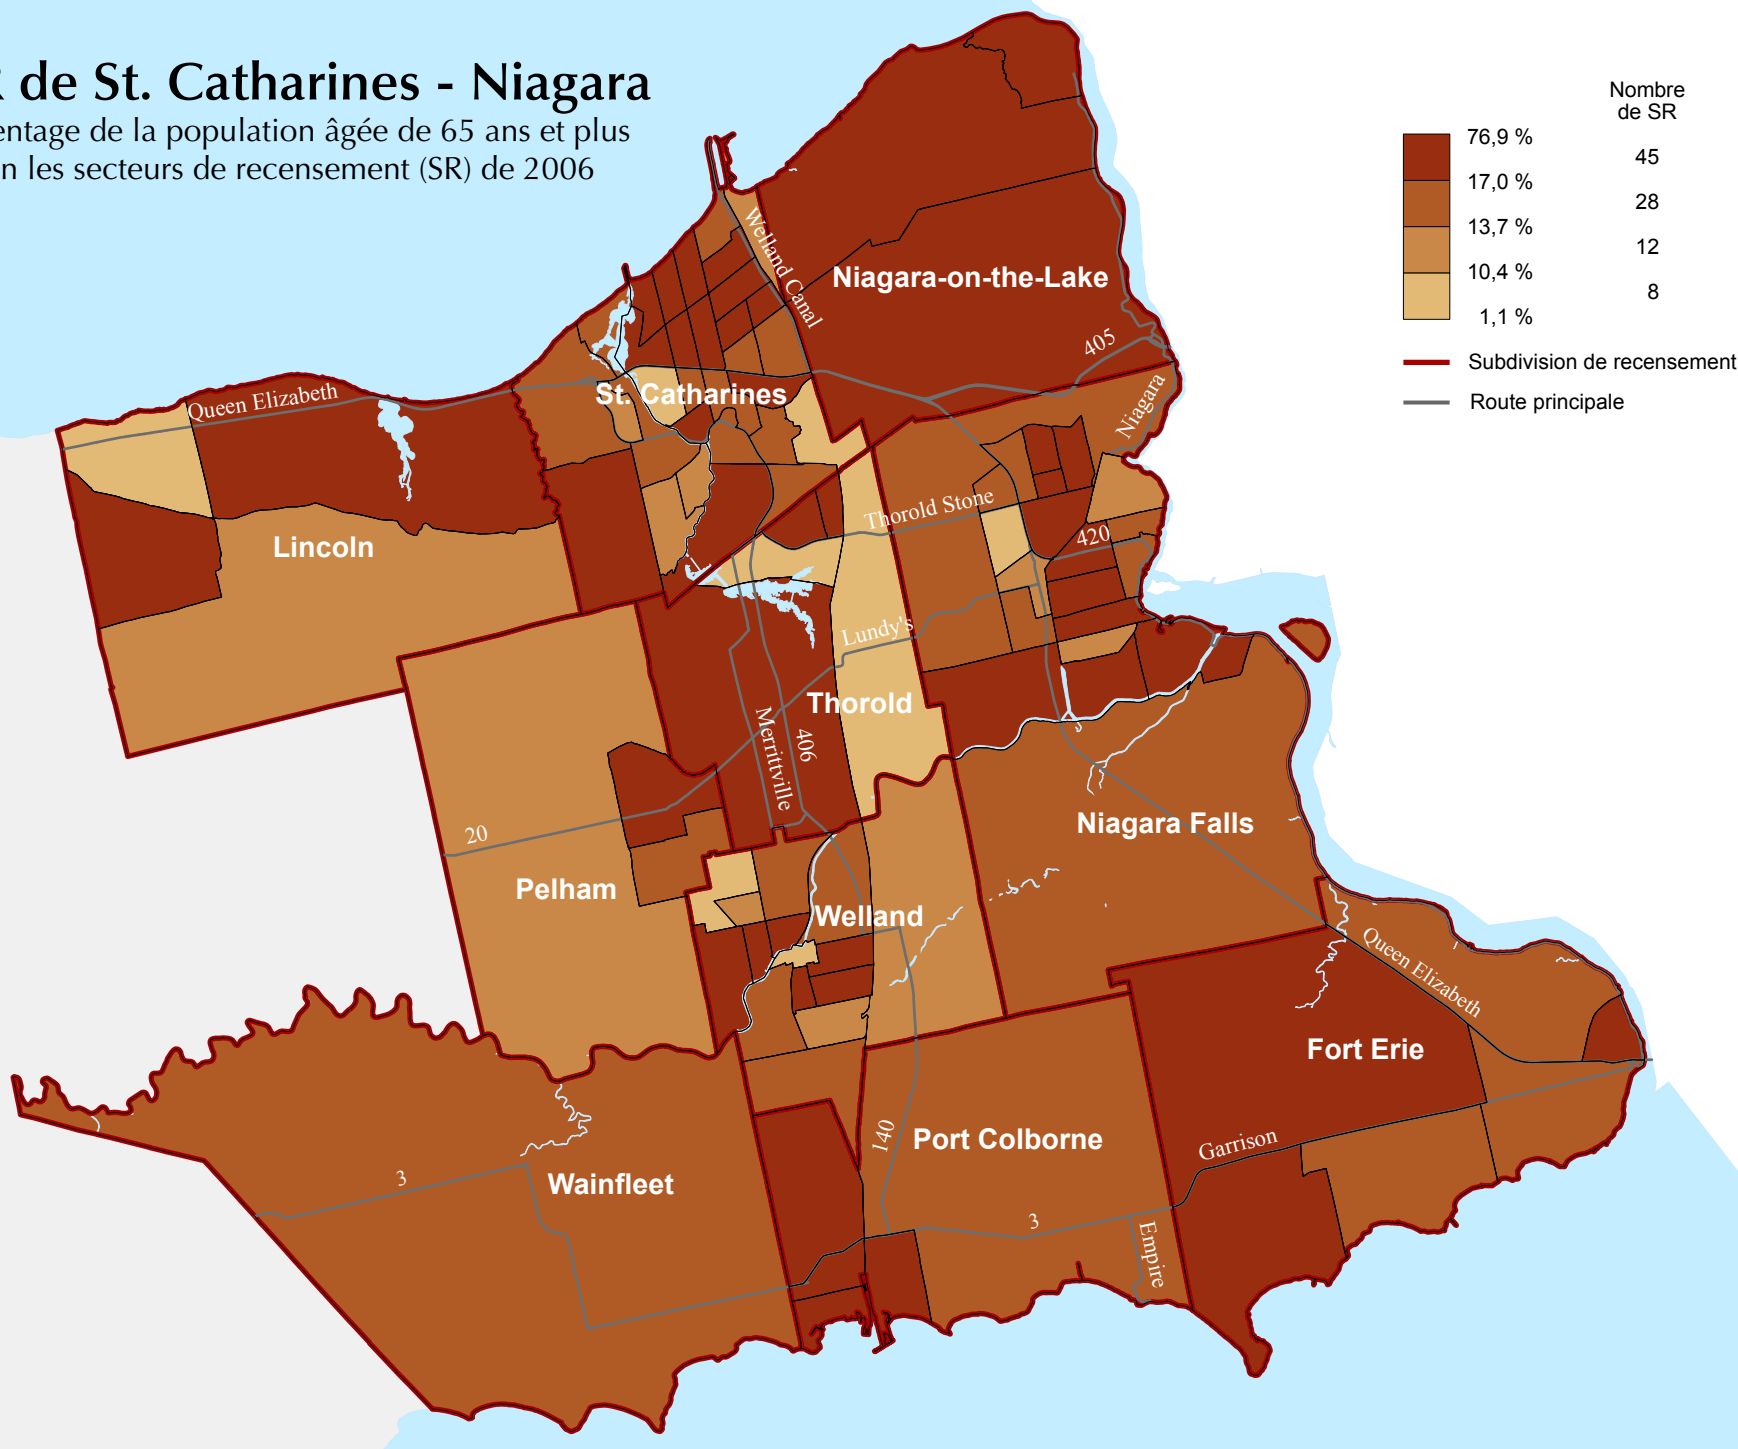 de St. Catharines - Niagara
de la population âgée de 65 ans et plus
les secteurs de recensement (SR) de 2006
Nombre
de SR
76,9 %
45
17,0 %
28
13,7 %
12
10,4 %
8
1,1 %
Subdivision de recensement
Route principale
Welland Canal
Niagara-on-the-Lake
405
Queen Elizabeth
St. Catharines
Niagara
Thorold Stone
420
Lincoln
Lundy's
Thorold
Merrittville
406
20
Niagara Falls
Pelham
Welland
Queen Elizabeth
Fort Erie
140
Port Colborne
Garrison
Wainfleet
3
3
Empire